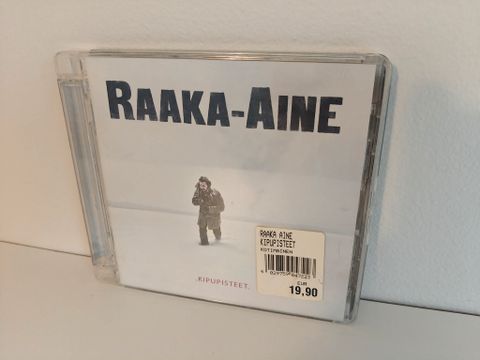 RAAKA-AINE
.KIPUPISTEET.
RAAKA AINE
KIPUPISTEET
KOTIMAINEN
EUR
19,90